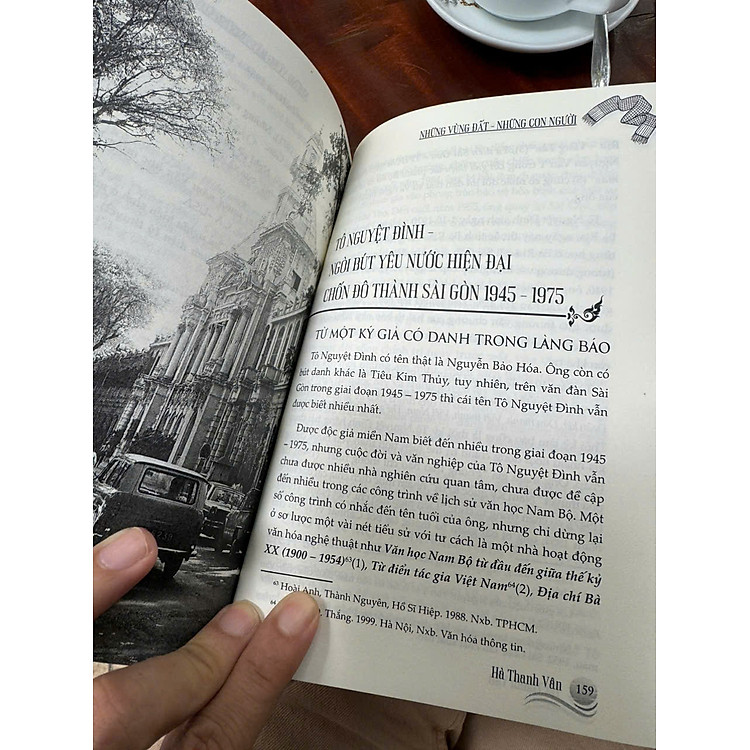 NHỮNG VÙNG ĐẤT – NHỮNG CON NGƯỜI
TÔ NGUYỆT ĐÌNH –
NGÒI BÚT YÊU NƯỚC HIỆN ĐẠI
CHỐN ĐÔ THÀNH SÀI GÒN 1945 – 1975
TỪ MỘT KÝ GIẢ CÓ DANH TRONG LÀNG BÁO
Tô Nguyệt Đình có tên thật là Nguyễn Bảo Hóa. Ông còn có
bút danh khác là Tiêu Kim Thủy, tuy nhiên, trên văn đàn Sài
Gòn trong giai đoạn 1945 – 1975 thì cái tên Tô Nguyệt Đình vẫn
được biết nhiều nhất.
Được độc giả miền Nam biết đến nhiều trong giai đoạn 1945
– 1975, nhưng cuộc đời và văn nghiệp của Tô Nguyệt Đình vẫn
chưa được nhiều nhà nghiên cứu quan tâm, chưa được đề cập
đến nhiều trong các công trình về lịch sử văn học Nam Bộ. Một
số công trình có nhắc đến tên tuổi của ông, nhưng chỉ dừng lại
ở sơ lược một vài nét tiểu sử với tư cách là một nhà hoạt động
văn hóa nghệ thuật như Văn học Nam Bộ từ đầu đến giữa thế kỷ
XX (1900 – 1954)⁶³(1), Từ điển tác gia Việt Nam⁶⁴(2), Địa chí Bà
⁶³ Hoài Anh, Thành Nguyên, Hồ Sĩ Hiệp. 1988. Nxb. TPHCM.
⁶⁴ Thắng. 1999. Hà Nội, Nxb. Văn hóa thông tin.
Hà Thanh Vân 159